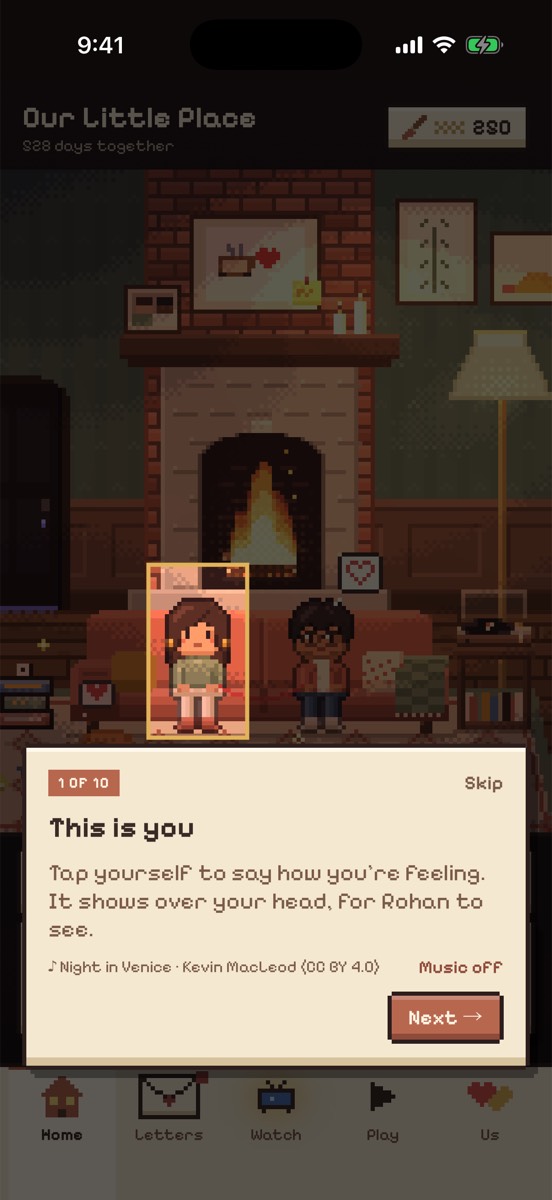 9:41
Our Little Place
828 days together
220
1 OF 10
Skip
This is you
Tap yourself to say how you're feeling.
It shows over your head, for Rohan to
see.
♪ Night in Venice · Kevin MacLeod (CC BY 4.0)
Music off
Next →
Home
Letters
Watch
Play
Us